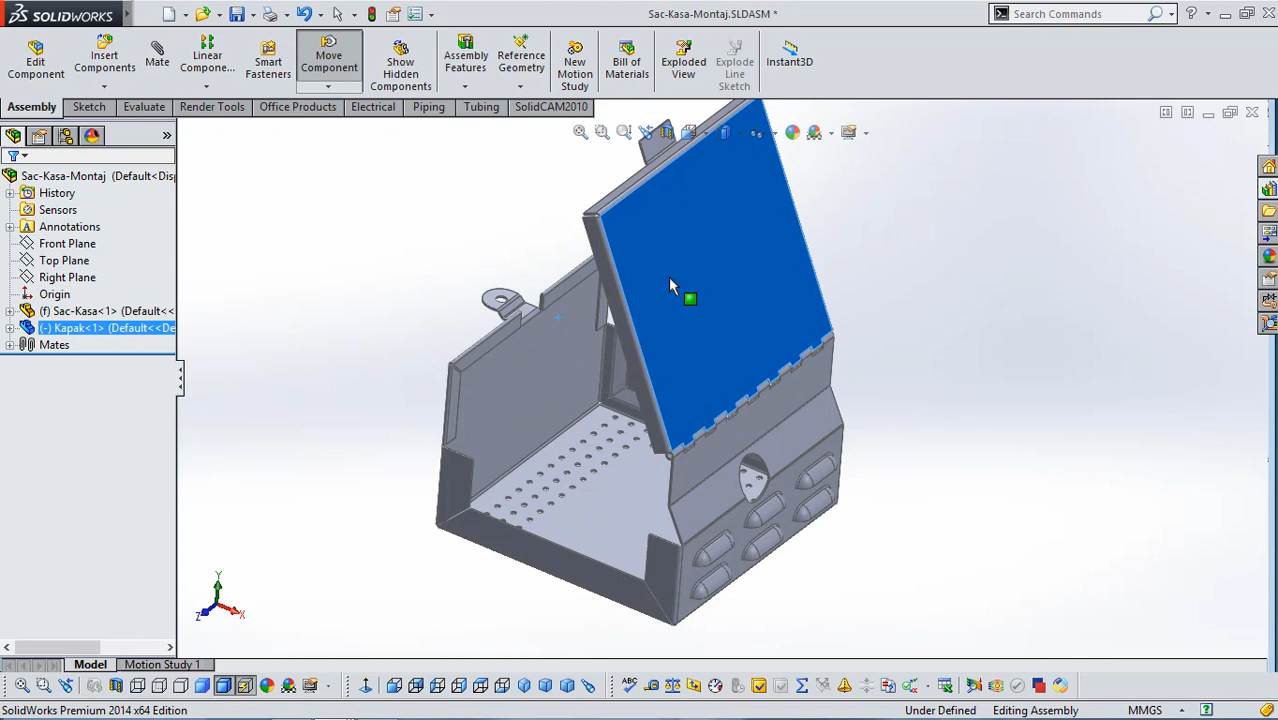 SOLIDWORKS
Sac-Kasa-Montaj.SLDASM *
Search Commands
Edit Component
Insert Components
Mate
Linear Compone...
Smart Fasteners
Move Component
Show Hidden Components
Assembly Features
Reference Geometry
New Motion Study
Bill of Materials
Exploded View
Explode Line Sketch
Instant3D
Assembly Sketch Evaluate Render Tools Office Products Electrical Piping Tubing SolidCAM2010
Sac-Kasa-Montaj (Default<Disp
History
Sensors
Annotations
Front Plane
Top Plane
Right Plane
Origin
(f) Sac-Kasa<1> (Default<<
(-) Kapak<1> (Default<<De
Mates
Y
Z
X
Model Motion Study 1
SolidWorks Premium 2014 x64 Edition
Under Defined Editing Assembly MMGS